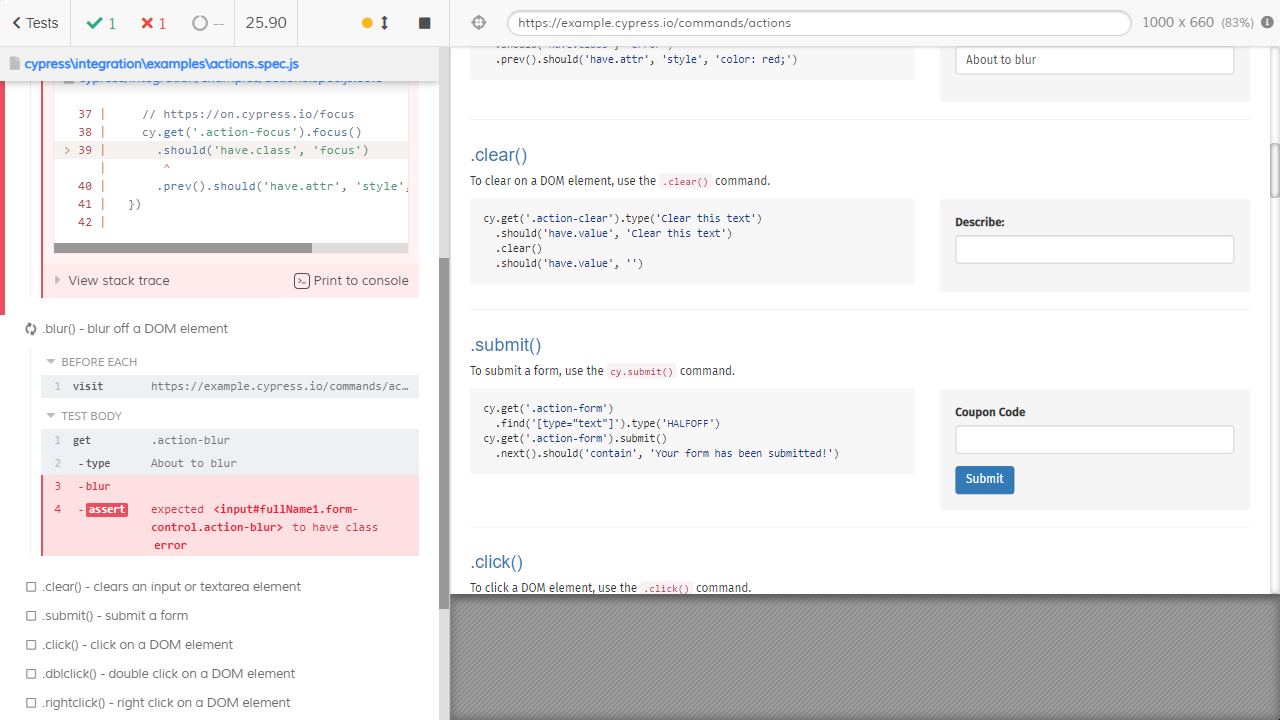 Tests
1
1
--
25.90
https://example.cypress.io/commands/actions
1000 x 660 (83%)
cypress\integration\examples\actions.spec.js
37 | // https://on.cypress.io/focus
38 | cy.get('.action-focus').focus()
> 39 | .should('have.class', 'focus')
| ^
40 | .prev().should('have.attr', 'style',
41 | })
42 |
View stack trace
Print to console
.blur() - blur off a DOM element
BEFORE EACH
1 visit https://example.cypress.io/commands/ac...
TEST BODY
1 get .action-blur
2 -type About to blur
3 -blur
4 -assert expected <input#fullName1.form-
control.action-blur> to have class
error
.clear() - clears an input or textarea element
.submit() - submit a form
.click() - click on a DOM element
.dblclick() - double click on a DOM element
.rightclick() - right click on a DOM element
.prev().should('have.attr', 'style', 'color: red;')
About to blur
.clear()
To clear on a DOM element, use the .clear() command.
cy.get('.action-clear').type('Clear this text')
.should('have.value', 'Clear this text')
.clear()
.should('have.value', '')
Describe:
.submit()
To submit a form, use the cy.submit() command.
cy.get('.action-form')
.find('[type="text"]').type('HALFOFF')
cy.get('.action-form').submit()
.next().should('contain', 'Your form has been submitted!')
Coupon Code
Submit
.click()
To click a DOM element, use the .click() command.